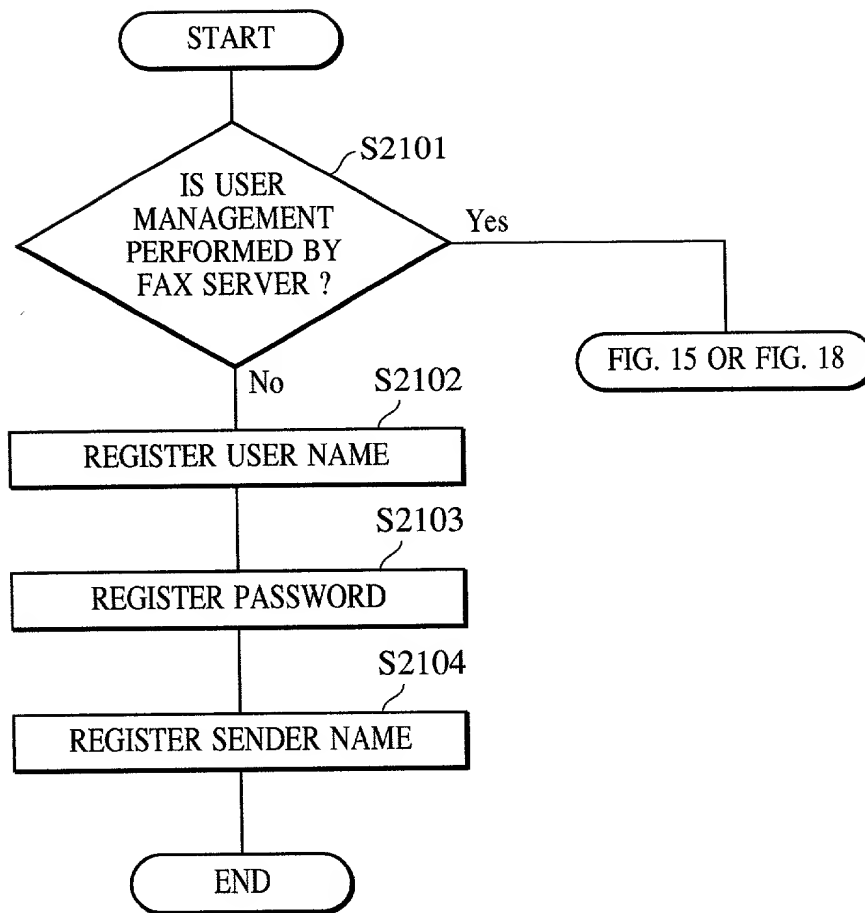 START
S2101
IS USER
MANAGEMENT
PERFORMED BY
FAX SERVER ?
Yes
FIG. 15 OR FIG. 18
No
S2102
REGISTER USER NAME
S2103
REGISTER PASSWORD
S2104
REGISTER SENDER NAME
END